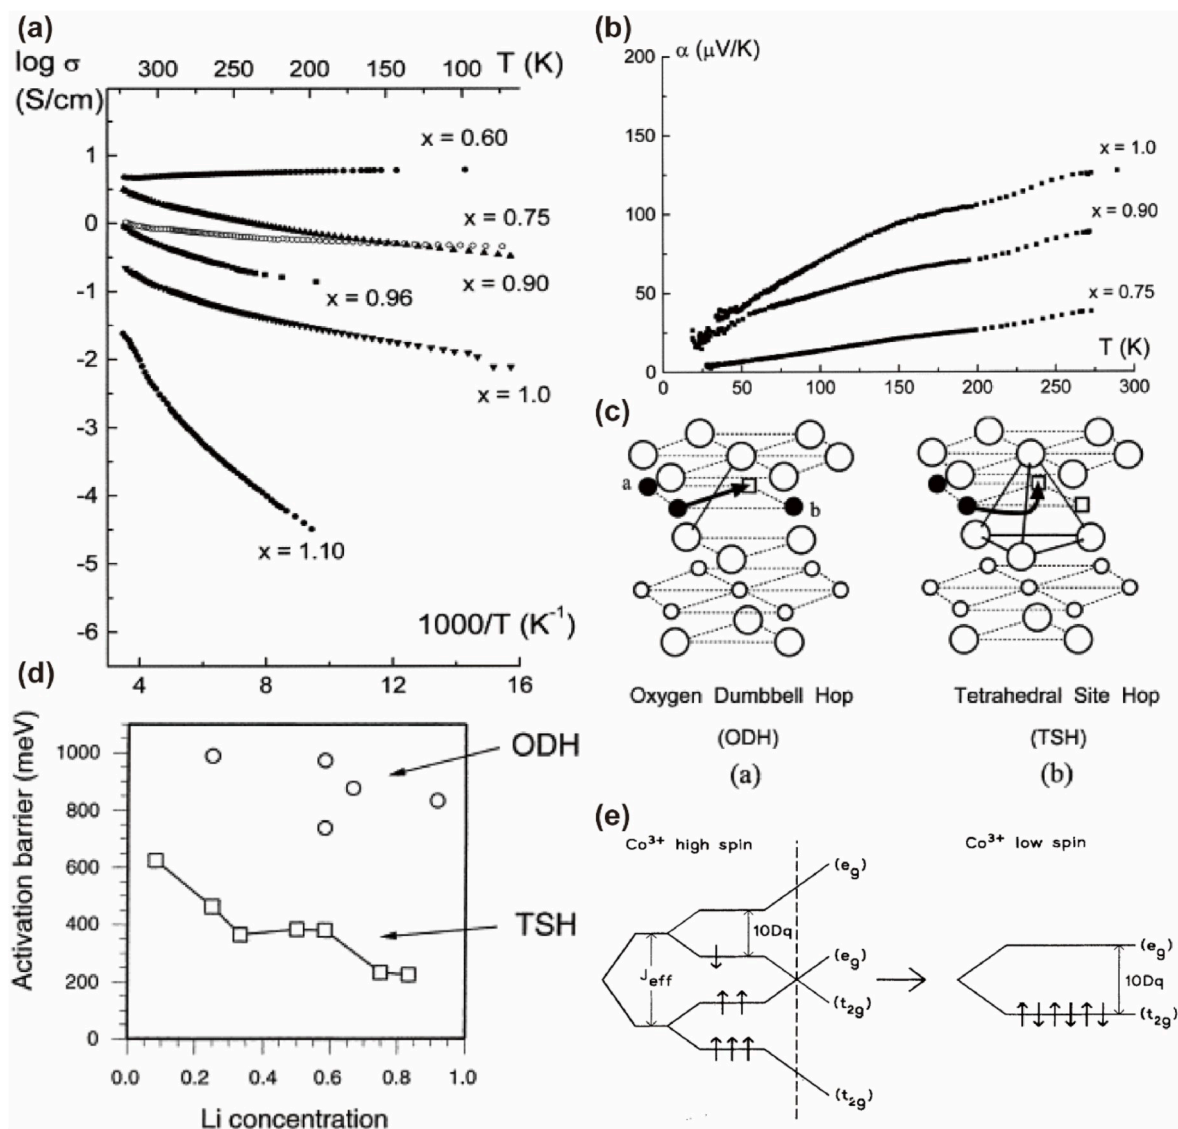 (a)
log σ
(S/cm)
300 250 200 150 100 T (K)
1
0
-1
-2
-3
-4
-5
-6
x = 0.60
x = 0.75
x = 0.90
x = 0.96
x = 1.0
x = 1.10
1000/T (K⁻¹)
4 8 12 16
(b)
α (μV/K)
200
150
100
50
0
x = 1.0
x = 0.90
x = 0.75
T (K)
0 50 100 150 200 250 300
(c)
a
b
Oxygen Dumbbell Hop
(ODH)
(a)
Tetrahedral Site Hop
(TSH)
(b)
(d)
Activation barrier (meV)
1000
800
600
400
200
0
ODH
TSH
0.0 0.2 0.4 0.6 0.8 1.0
Li concentration
(e)
Co³⁺ high spin
(e_g)
10Dq
J_eff
(e_g)
(t_2g)
(t_2g)
Co³⁺ low spin
(e_g)
10Dq
(t_2g)